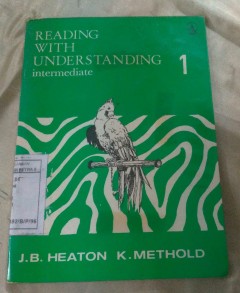 READING
WITH
UNDERSTANDING
intermediate
1
J.B. HEATON K.METHOLD